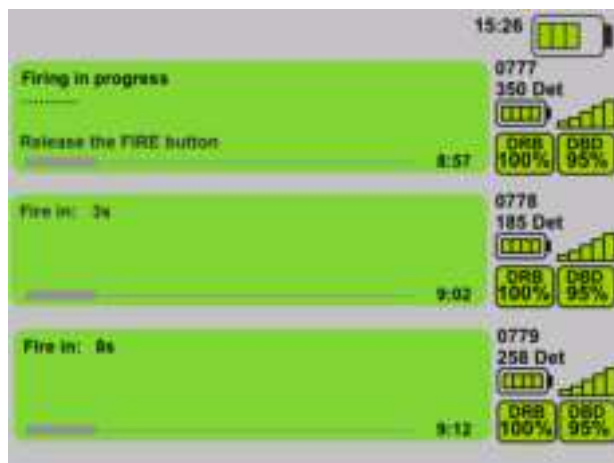 15:26
Firing in progress
Release the FIRE button
8:57
0777
350 Det
DRB DBD
100% 95%
Fire in: 3s
9:02
0778
185 Det
DRB DBD
100% 95%
Fire in: 8s
9:12
0779
258 Det
DRB DBD
100% 95%